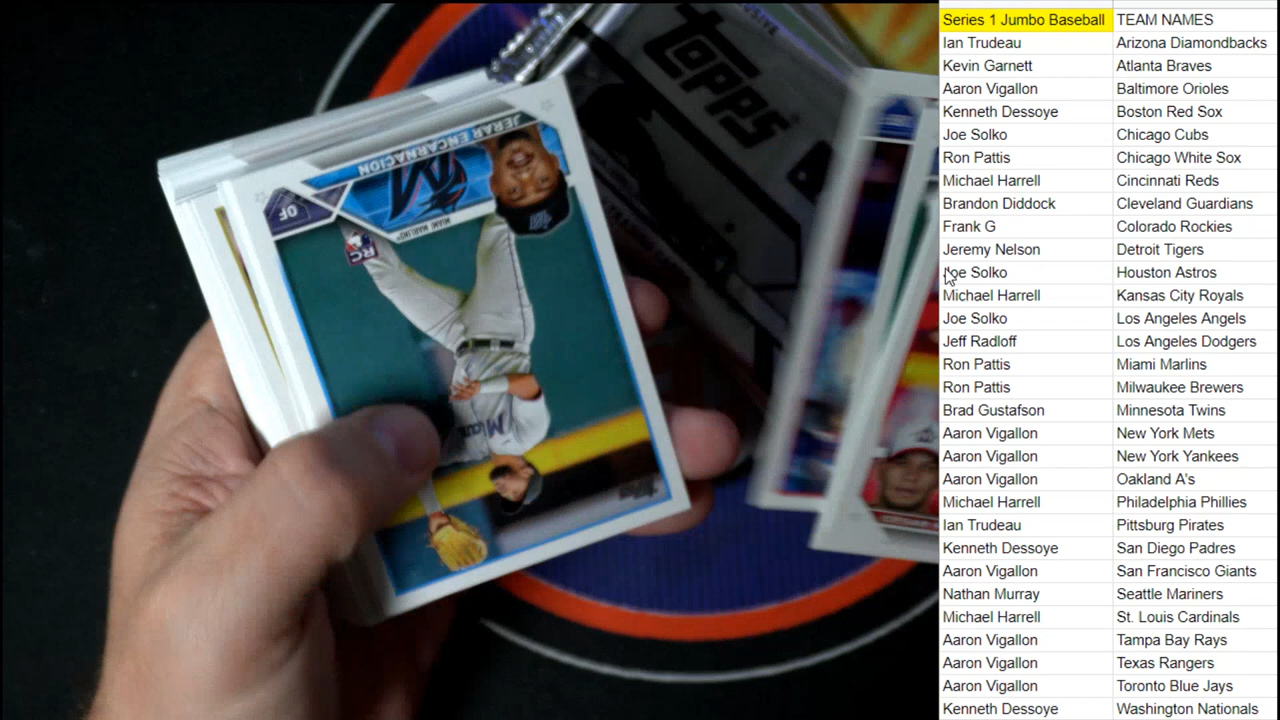 TOPPS
JERAR ENCARNACION
MIAMI MARLINS
OF
RC
Series 1 Jumbo Baseball TEAM NAMES
Ian Trudeau Arizona Diamondbacks
Kevin Garnett Atlanta Braves
Aaron Vigallon Baltimore Orioles
Kenneth Dessoye Boston Red Sox
Joe Solko Chicago Cubs
Ron Pattis Chicago White Sox
Michael Harrell Cincinnati Reds
Brandon Diddock Cleveland Guardians
Frank G Colorado Rockies
Jeremy Nelson Detroit Tigers
Joe Solko Houston Astros
Michael Harrell Kansas City Royals
Joe Solko Los Angeles Angels
Jeff Radloff Los Angeles Dodgers
Ron Pattis Miami Marlins
Ron Pattis Milwaukee Brewers
Brad Gustafson Minnesota Twins
Aaron Vigallon New York Mets
Aaron Vigallon New York Yankees
Aaron Vigallon Oakland A's
Michael Harrell Philadelphia Phillies
Ian Trudeau Pittsburg Pirates
Kenneth Dessoye San Diego Padres
Aaron Vigallon San Francisco Giants
Nathan Murray Seattle Mariners
Michael Harrell St. Louis Cardinals
Aaron Vigallon Tampa Bay Rays
Aaron Vigallon Texas Rangers
Aaron Vigallon Toronto Blue Jays
Kenneth Dessoye Washington Nationals